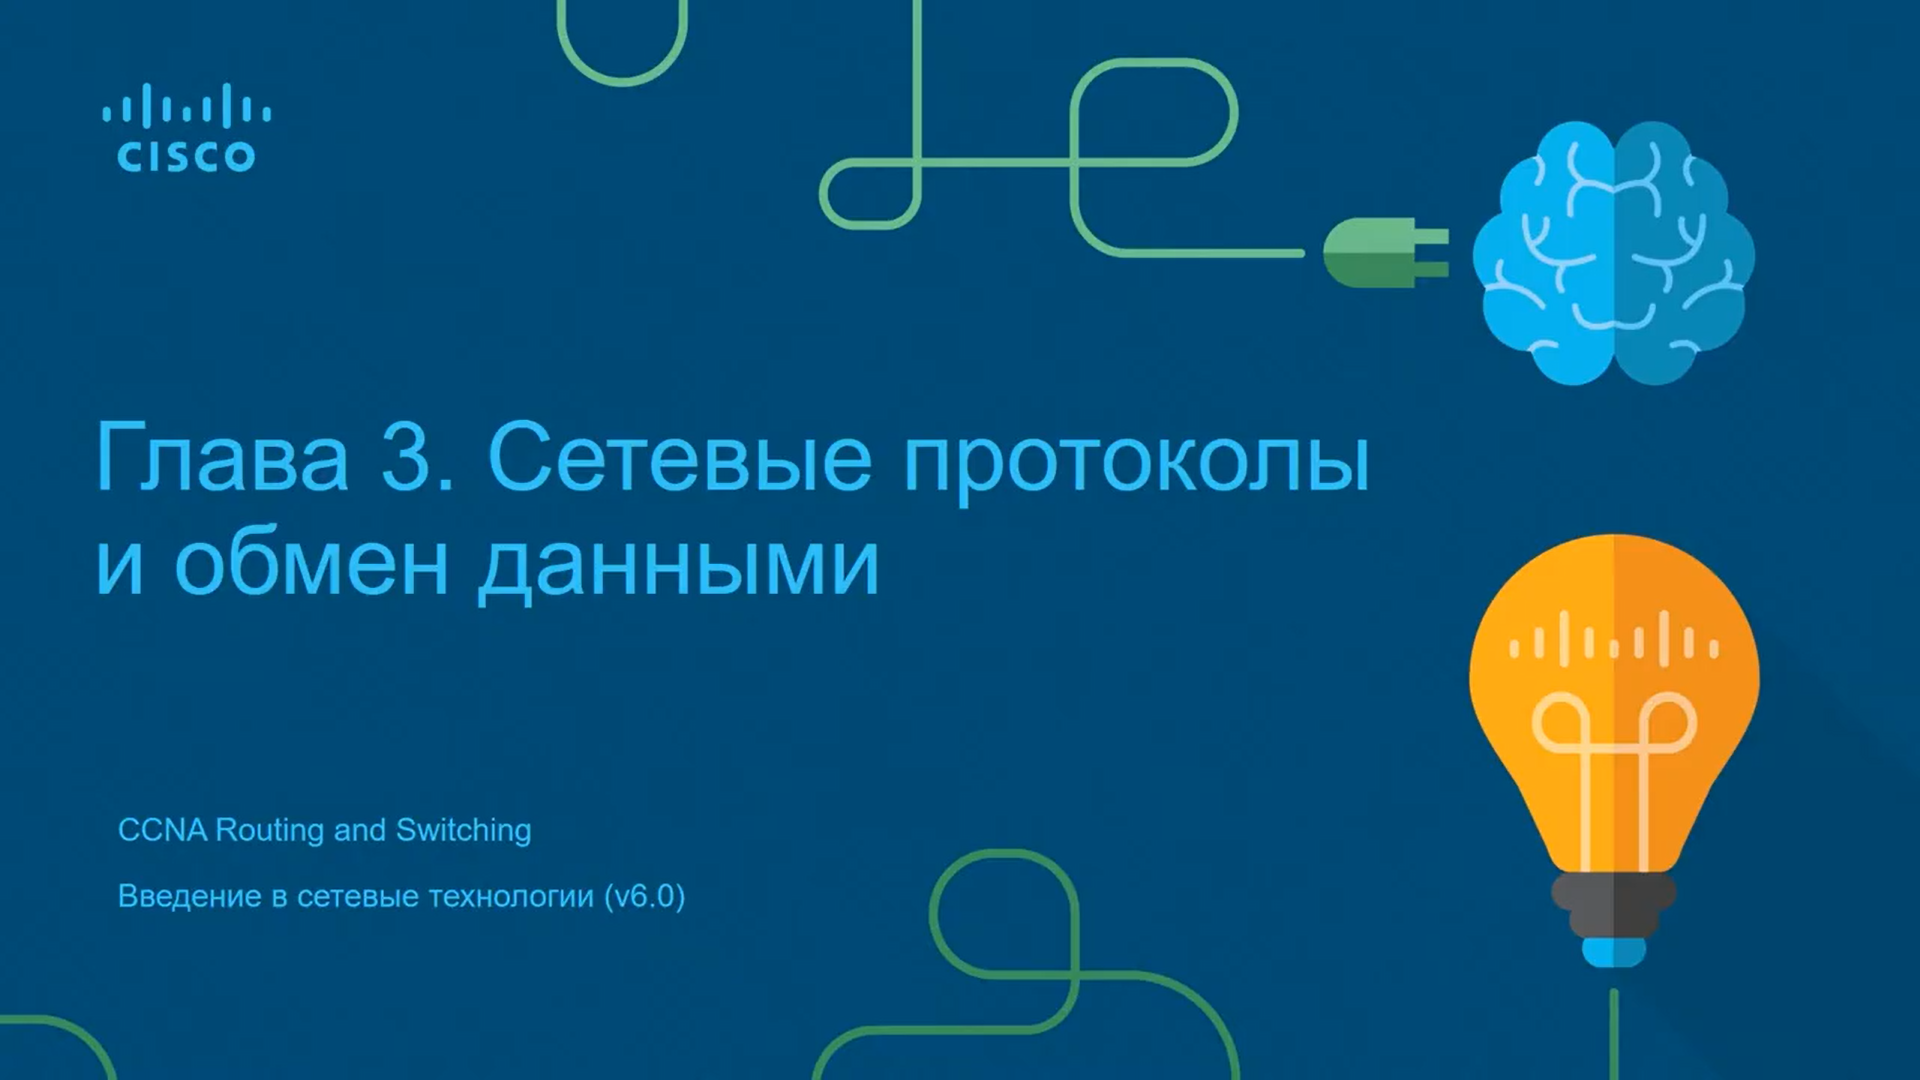 CISCO
Глава 3. Сетевые протоколы
и обмен данными
CCNA Routing and Switching
Введение в сетевые технологии (v6.0)